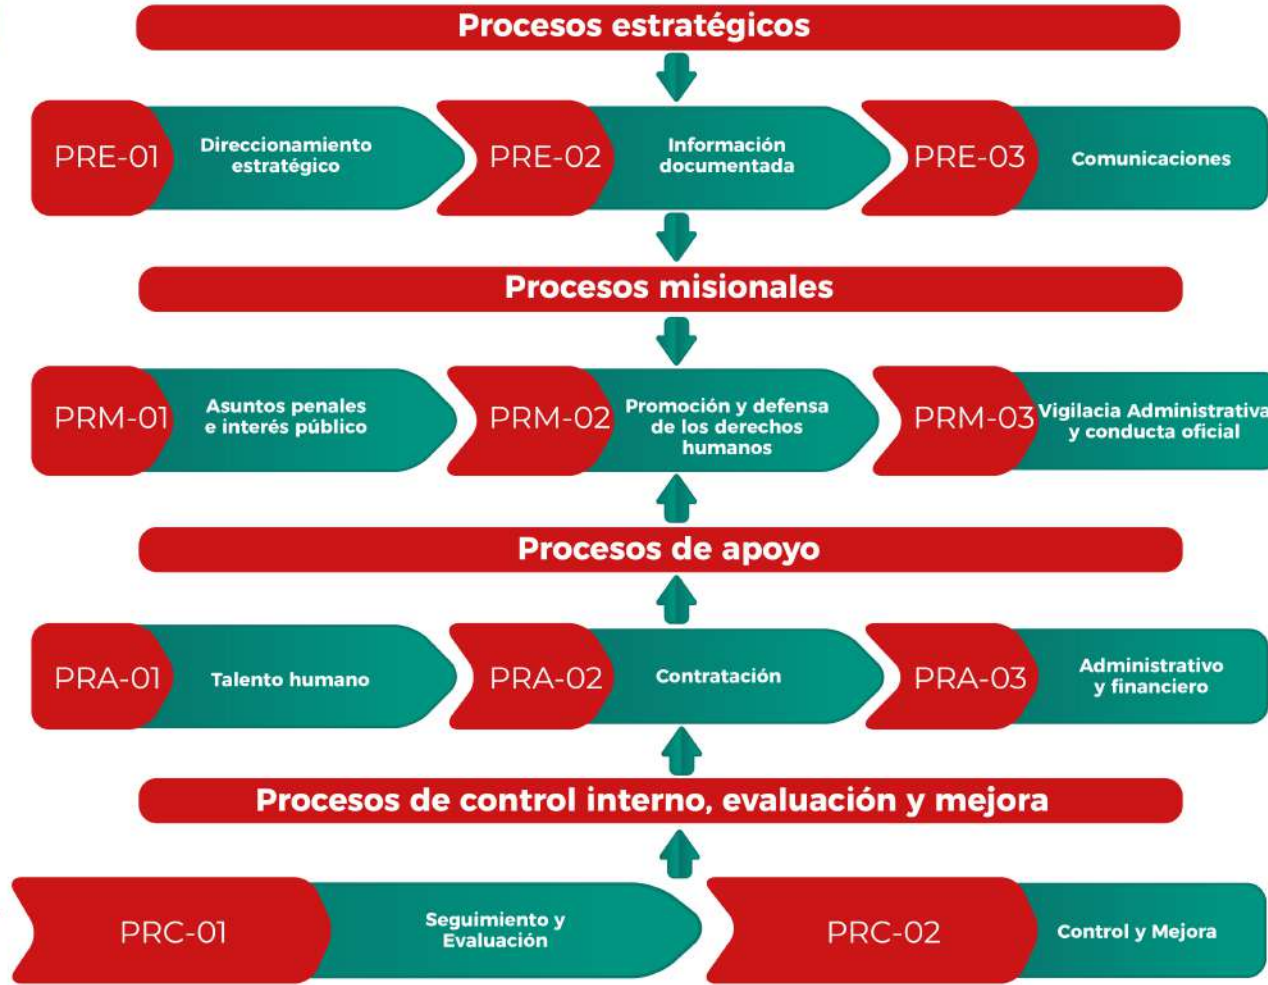 Procesos estratégicos
PRE-01
Direccionamiento
estratégico
PRE-02
Información
documentada
PRE-03
Comunicaciones
Procesos misionales
PRM-01
Asuntos penales
e interés público
PRM-02
Promoción y defensa
de los derechos
humanos
PRM-03
Vigilacia Administrativa
y conducta oficial
Procesos de apoyo
PRA-01
Talento humano
PRA-02
Contratación
PRA-03
Administrativo
y financiero
Procesos de control interno, evaluación y mejora
PRC-01
Seguimiento y
Evaluación
PRC-02
Control y Mejora